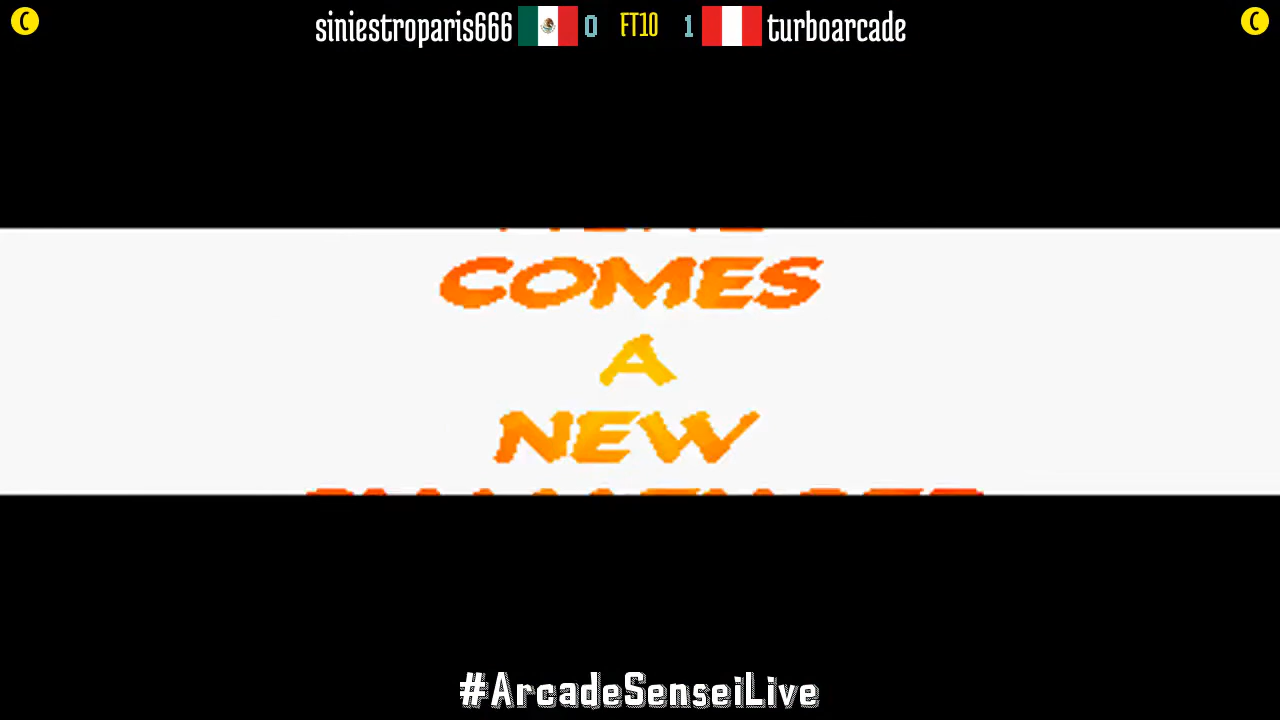 C siniestroparis666 0 FT10 1 turboarcade C
COMES
A
NEW
#ArcadeSenseiLive